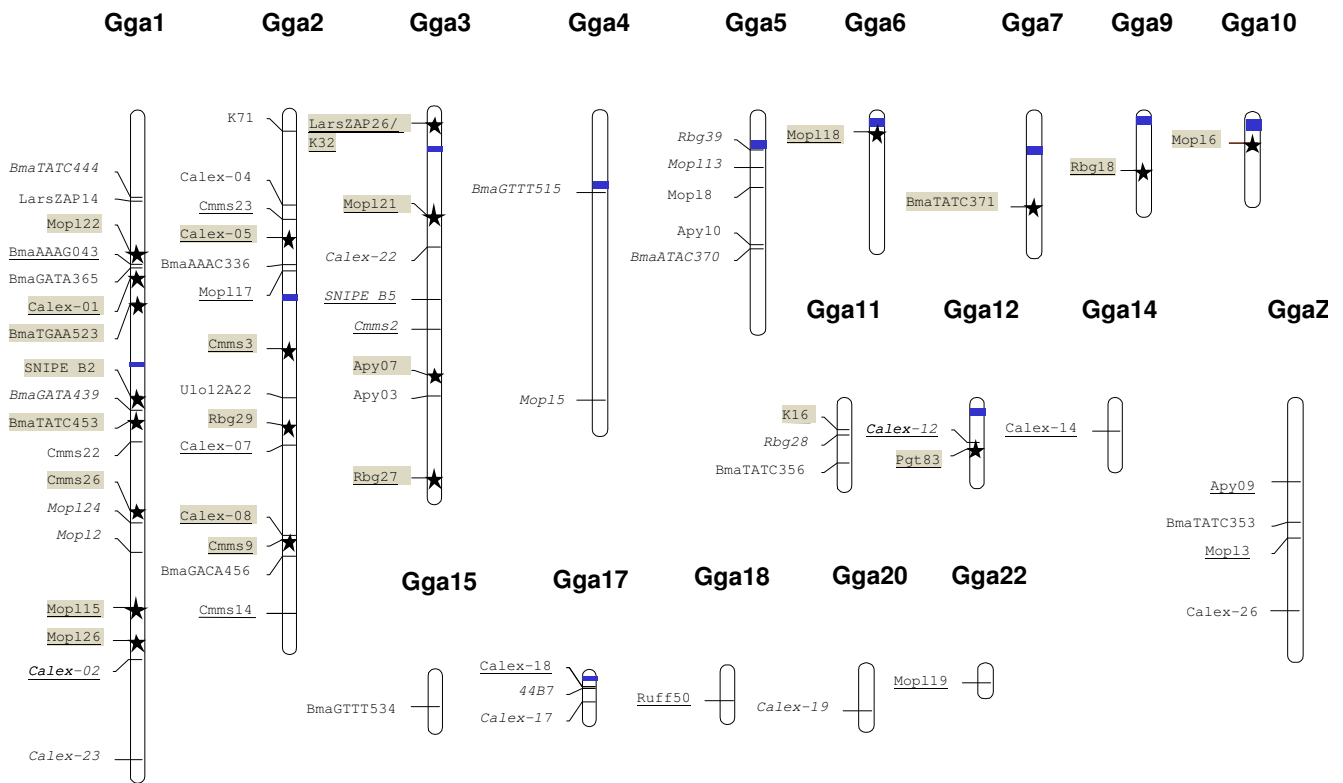 Gga1
Gga2
Gga3
Gga4
Gga5
Gga6
Gga7
Gga9
Gga10
BmaTATC444
LarsZAP14
Mopl22
BmaAAAG043
BmaGATA365
Calex-01
BmaTGAA523
SNIPE B2
BmaGATA439
BmaTATC453
Cmms22
Cmms26
Mopl24
Mopl2
Mopl15
Mopl26
Calex-02
Calex-23
K71
Calex-04
Cmms23
Calex-05
BmaAAAC336
Mopl17
Cmms3
Ulo12A22
Rbg29
Calex-07
Calex-08
Cmms9
BmaGACA456
Cmms14
LarsZAP26/
K32
Mopl21
Calex-22
SNIPE B5
Cmms2
Apy07
Apy03
Rbg27
BmaGTTT515
Mopl5
Rbg39
Mopl13
Mopl8
Apy10
BmaATAC370
Mopl18
BmaTATC371
Rbg18
Mopl6
Gga11
Gga12
Gga14
GgaZ
K16
Rbg28
BmaTATC356
Calex-12
Pgt83
Calex-14
Apy09
BmaTATC353
Mopl3
Calex-26
Gga15
Gga17
Gga18
Gga20
Gga22
BmaGTTT534
Calex-18
44B7
Calex-17
Ruff50
Calex-19
Mopl19